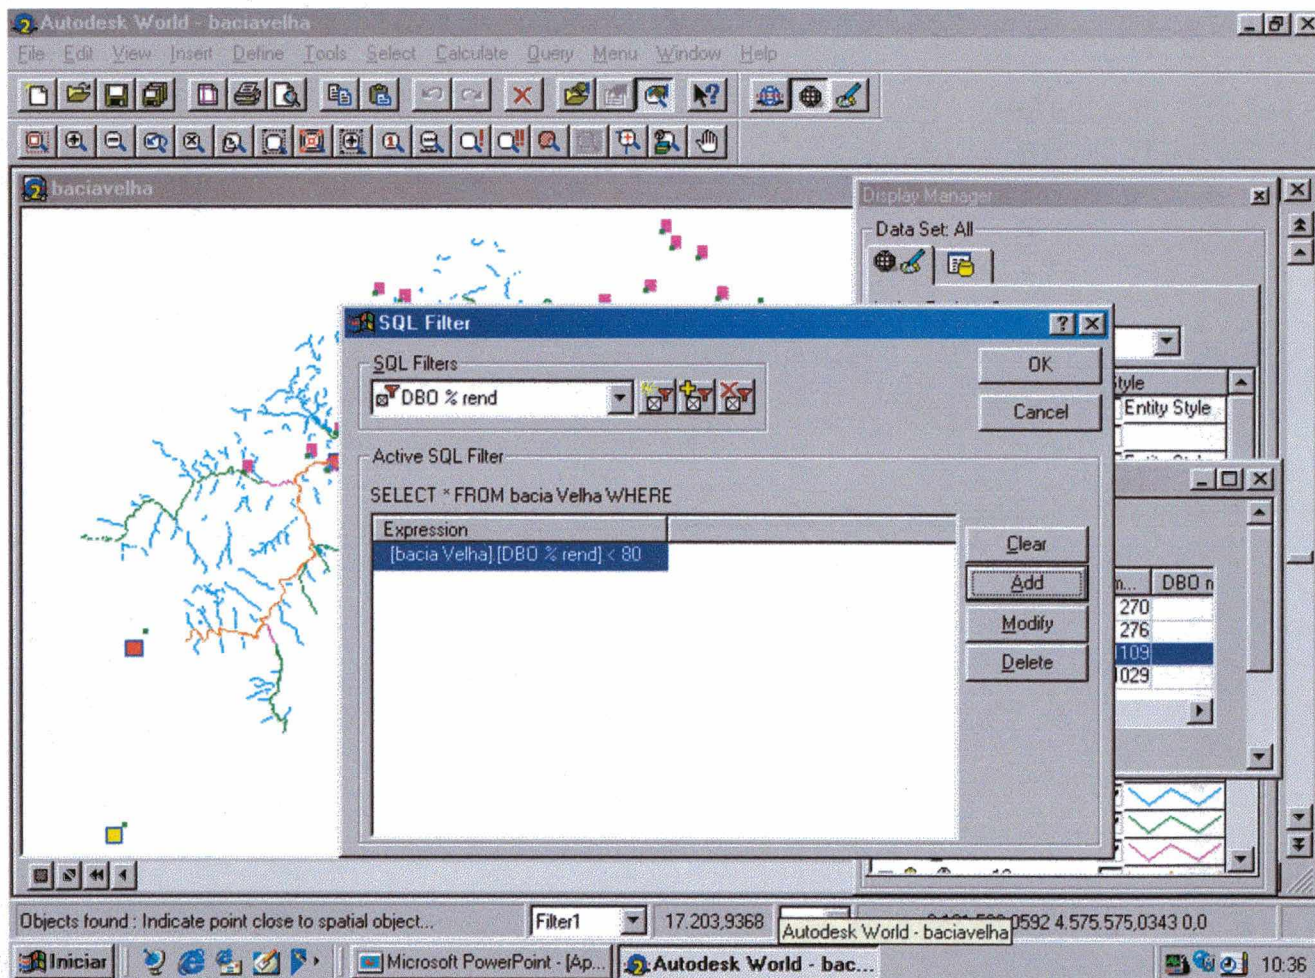 Autodesk World - baciavelha
File Edit View Insert Define Tools Select Calculate Query Menu Window Help
baciavelha
Display Manager
Data Set: All
SQL Filter
SQL Filters
DBO % rend
OK
Cancel
Style
Entity Style
Active SQL Filter
SELECT * FROM bacia Velha WHERE
Expression
[bacia Velha].[DBO % rend] < 80
Clear
Add
Modify
Delete
m... DBO n
270
276
1109
1029
Objects found : Indicate point close to spatial object...
Filter1
17.203,9368
0592 4.575.575,0343 0,0
Autodesk World - baciavelha
Iniciar
Microsoft PowerPoint - [Ap...
Autodesk World - bac...
10:36